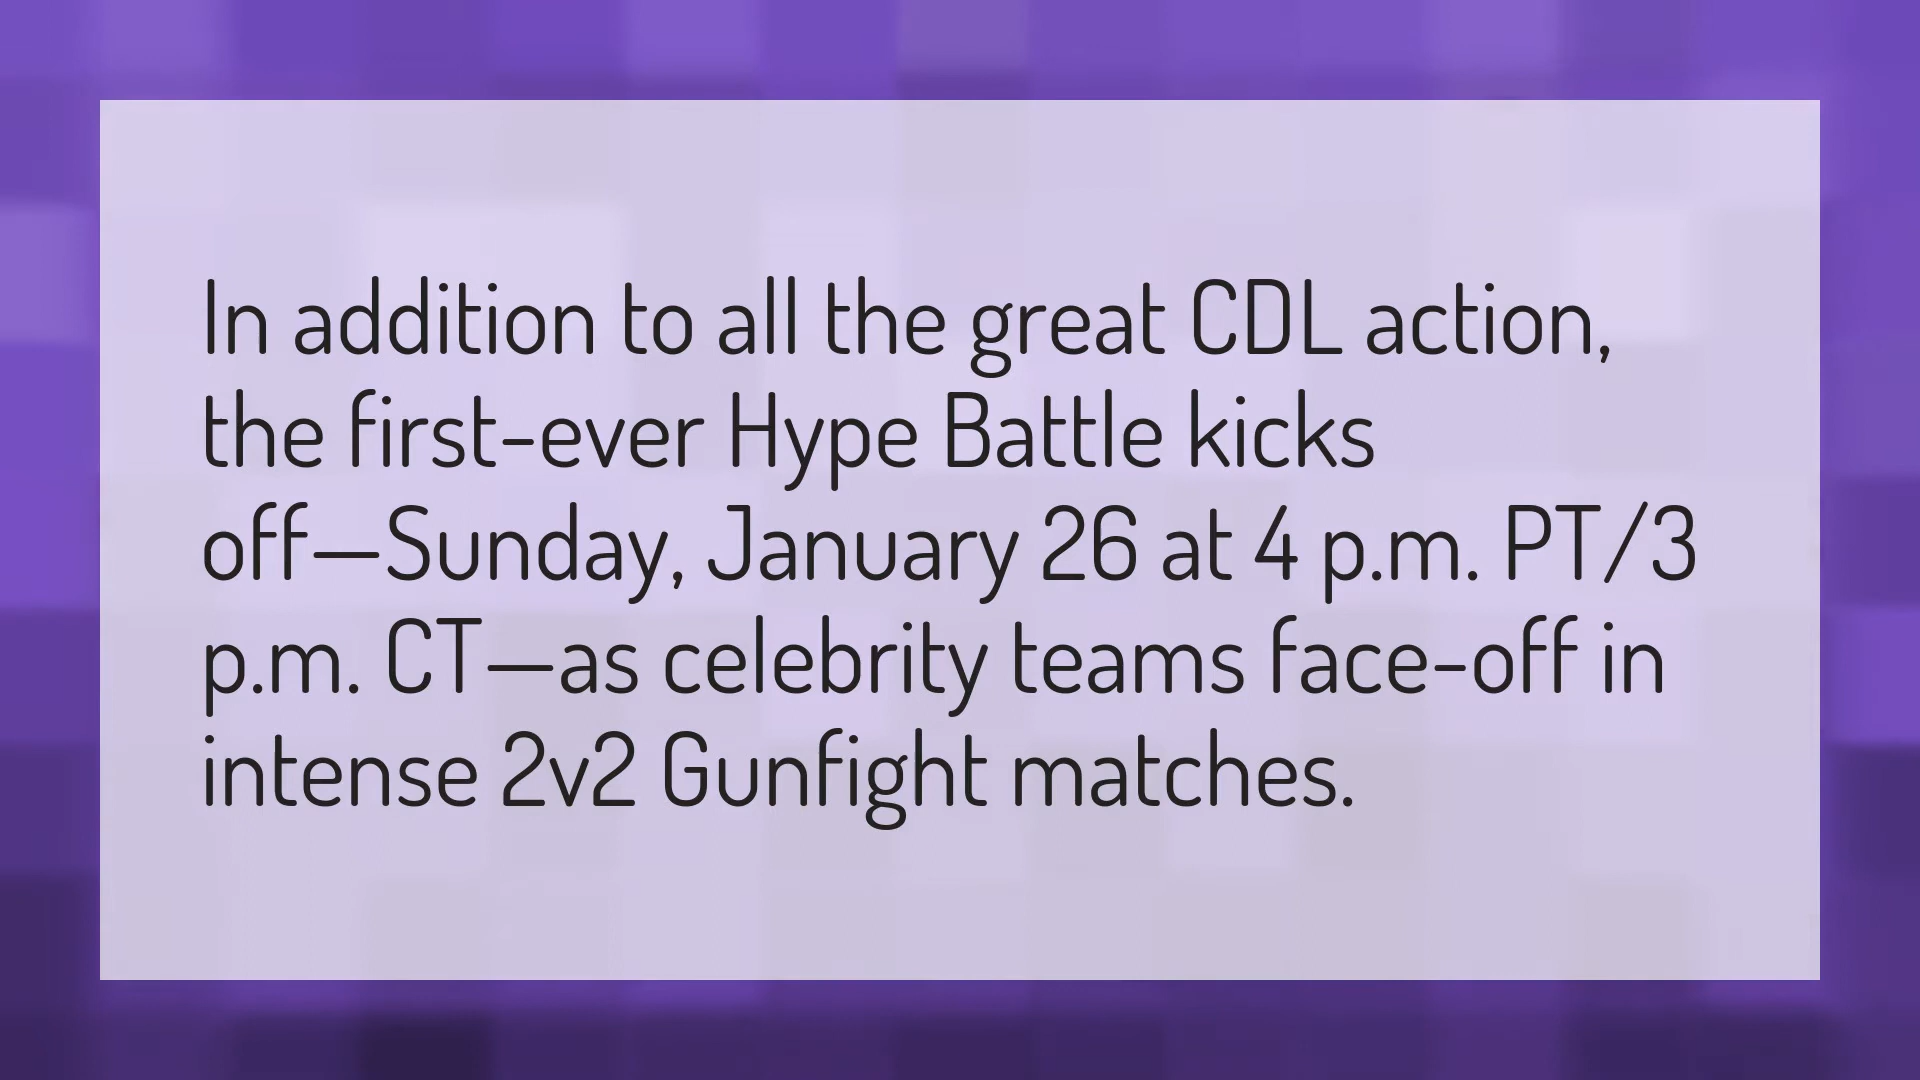 In addition to all the great CDL action,
the first-ever Hype Battle kicks
off—Sunday, January 26 at 4 p.m. PT/3
p.m. CT—as celebrity teams face-off in
intense 2v2 Gunfight matches.